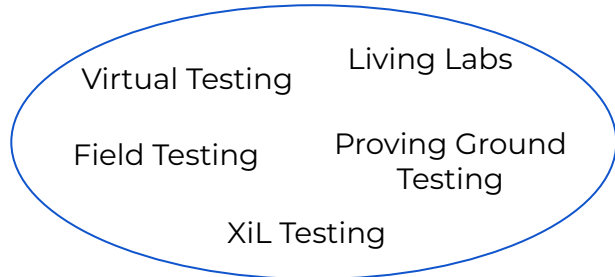 Living Labs
Virtual Testing
Field Testing
Proving Ground
Testing
XiL Testing